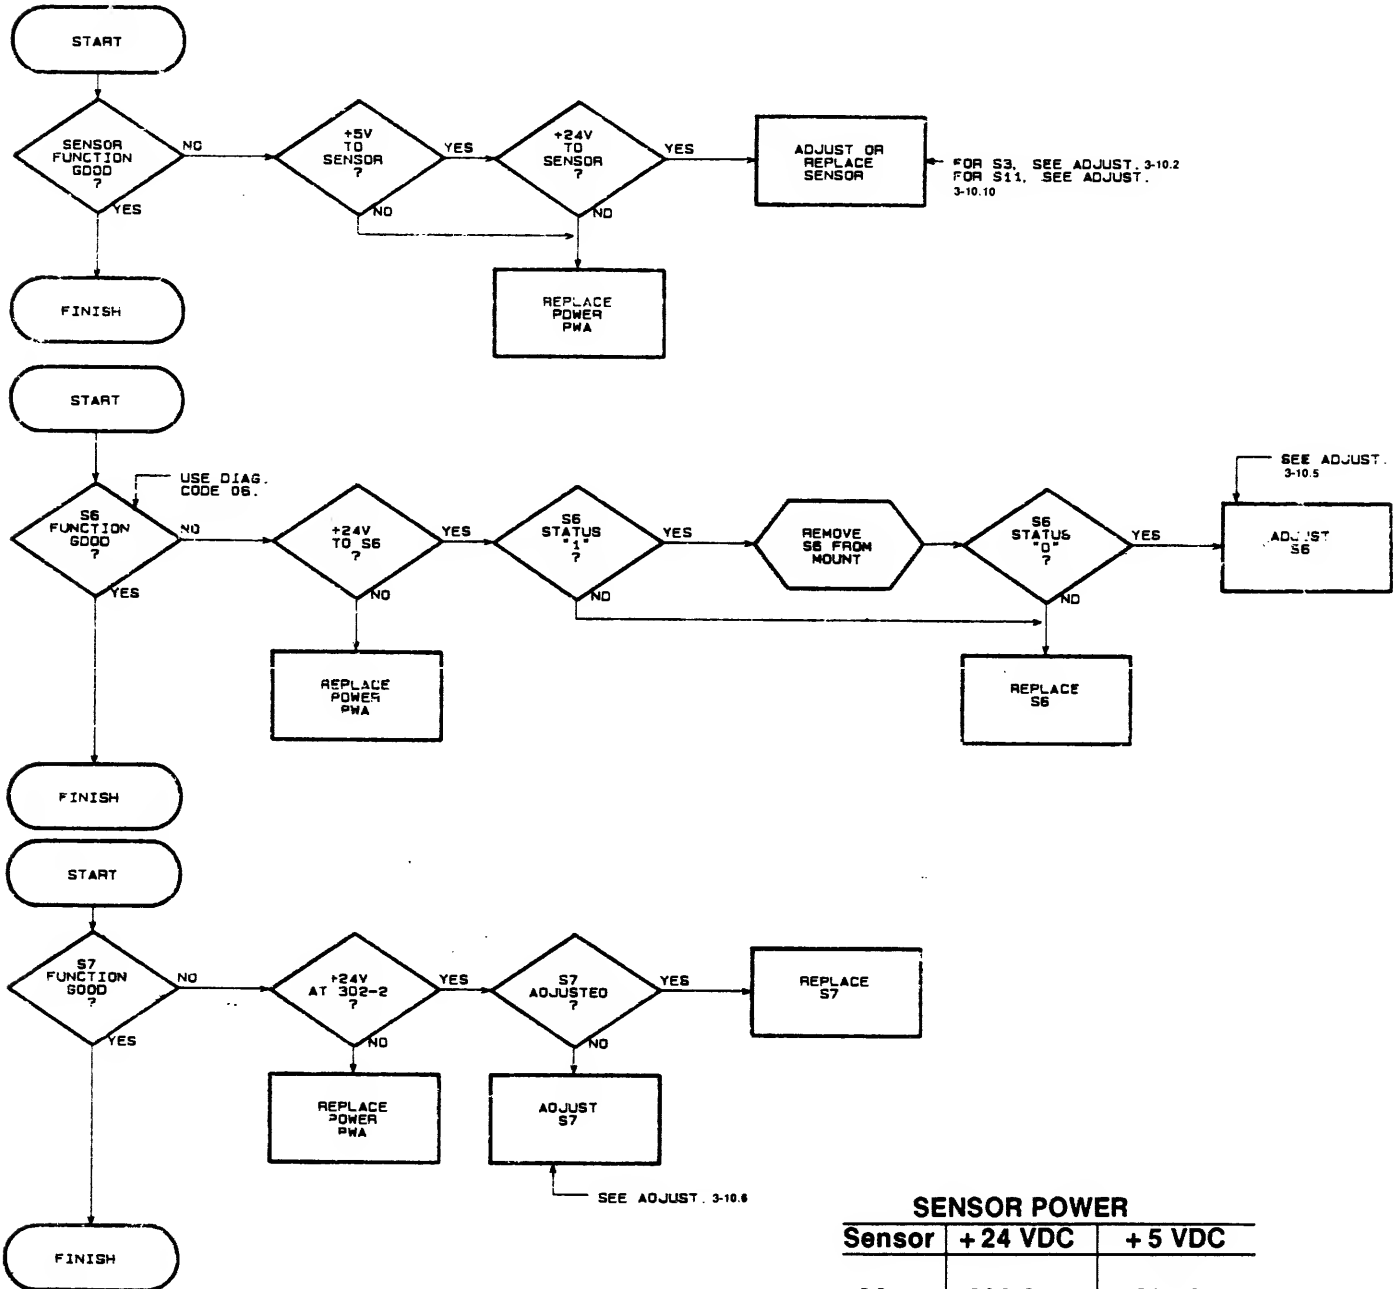 START
SENSOR
FUNCTION
GOOD
?
NO
YES
+5V
TO
SENSOR
?
YES
NO
+24V
TO
SENSOR
?
YES
NO
ADJUST OR
REPLACE
SENSOR
FOR S3, SEE ADJUST. 3-10.2
FOR S11, SEE ADJUST.
3-10.10
REPLACE
POWER
PWA
FINISH
START
USE DIAG.
CODE 06.
S6
FUNCTION
GOOD
?
NO
YES
+24V
TO S6
?
YES
NO
S6
STATUS
"1"
?
YES
NO
REMOVE
S6 FROM
MOUNT
S6
STATUS
"0"
?
YES
NO
SEE ADJUST.
3-10.5
ADJUST
S6
REPLACE
POWER
PWA
REPLACE
S6
FINISH
START
S7
FUNCTION
GOOD
?
NO
YES
+24V
AT 302-2
?
YES
NO
S7
ADJUSTED
?
YES
NO
REPLACE
S7
REPLACE
POWER
PWA
ADJUST
S7
SEE ADJUST. 3-10.6
FINISH
SENSOR POWER
Sensor +24 VDC +5 VDC